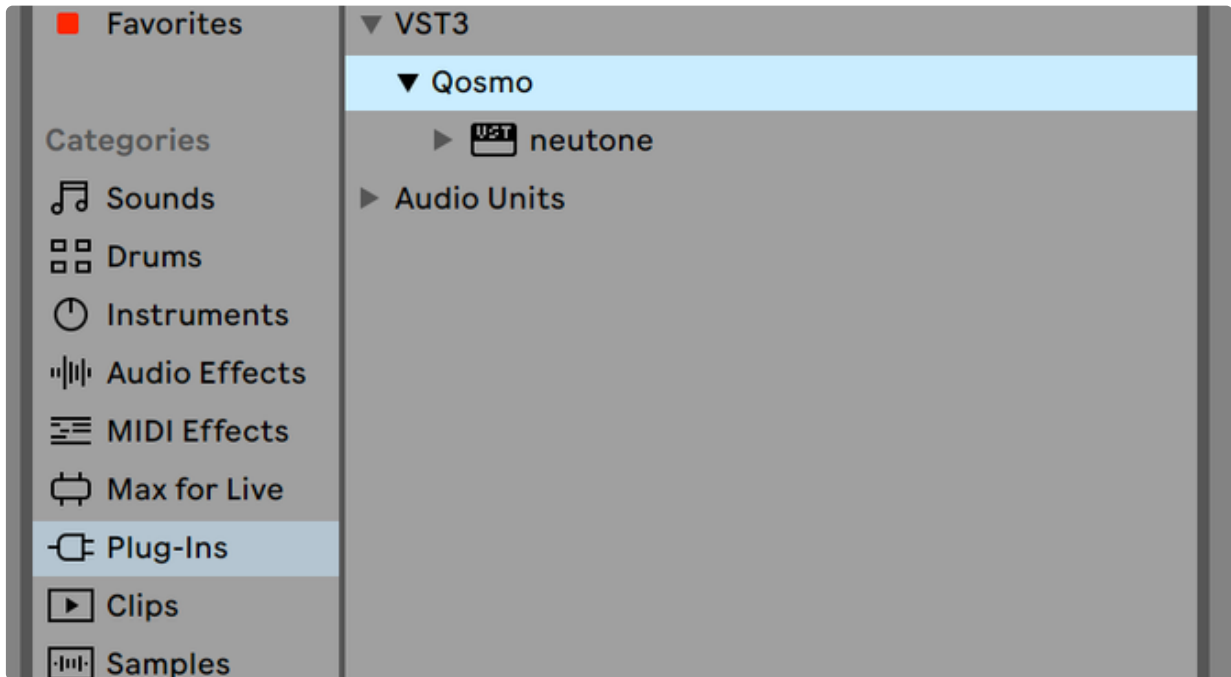 Favorites
Categories
Sounds
Drums
Instruments
Audio Effects
MIDI Effects
Max for Live
Plug-Ins
Clips
Samples
VST3
Qosmo
VST neutone
Audio Units